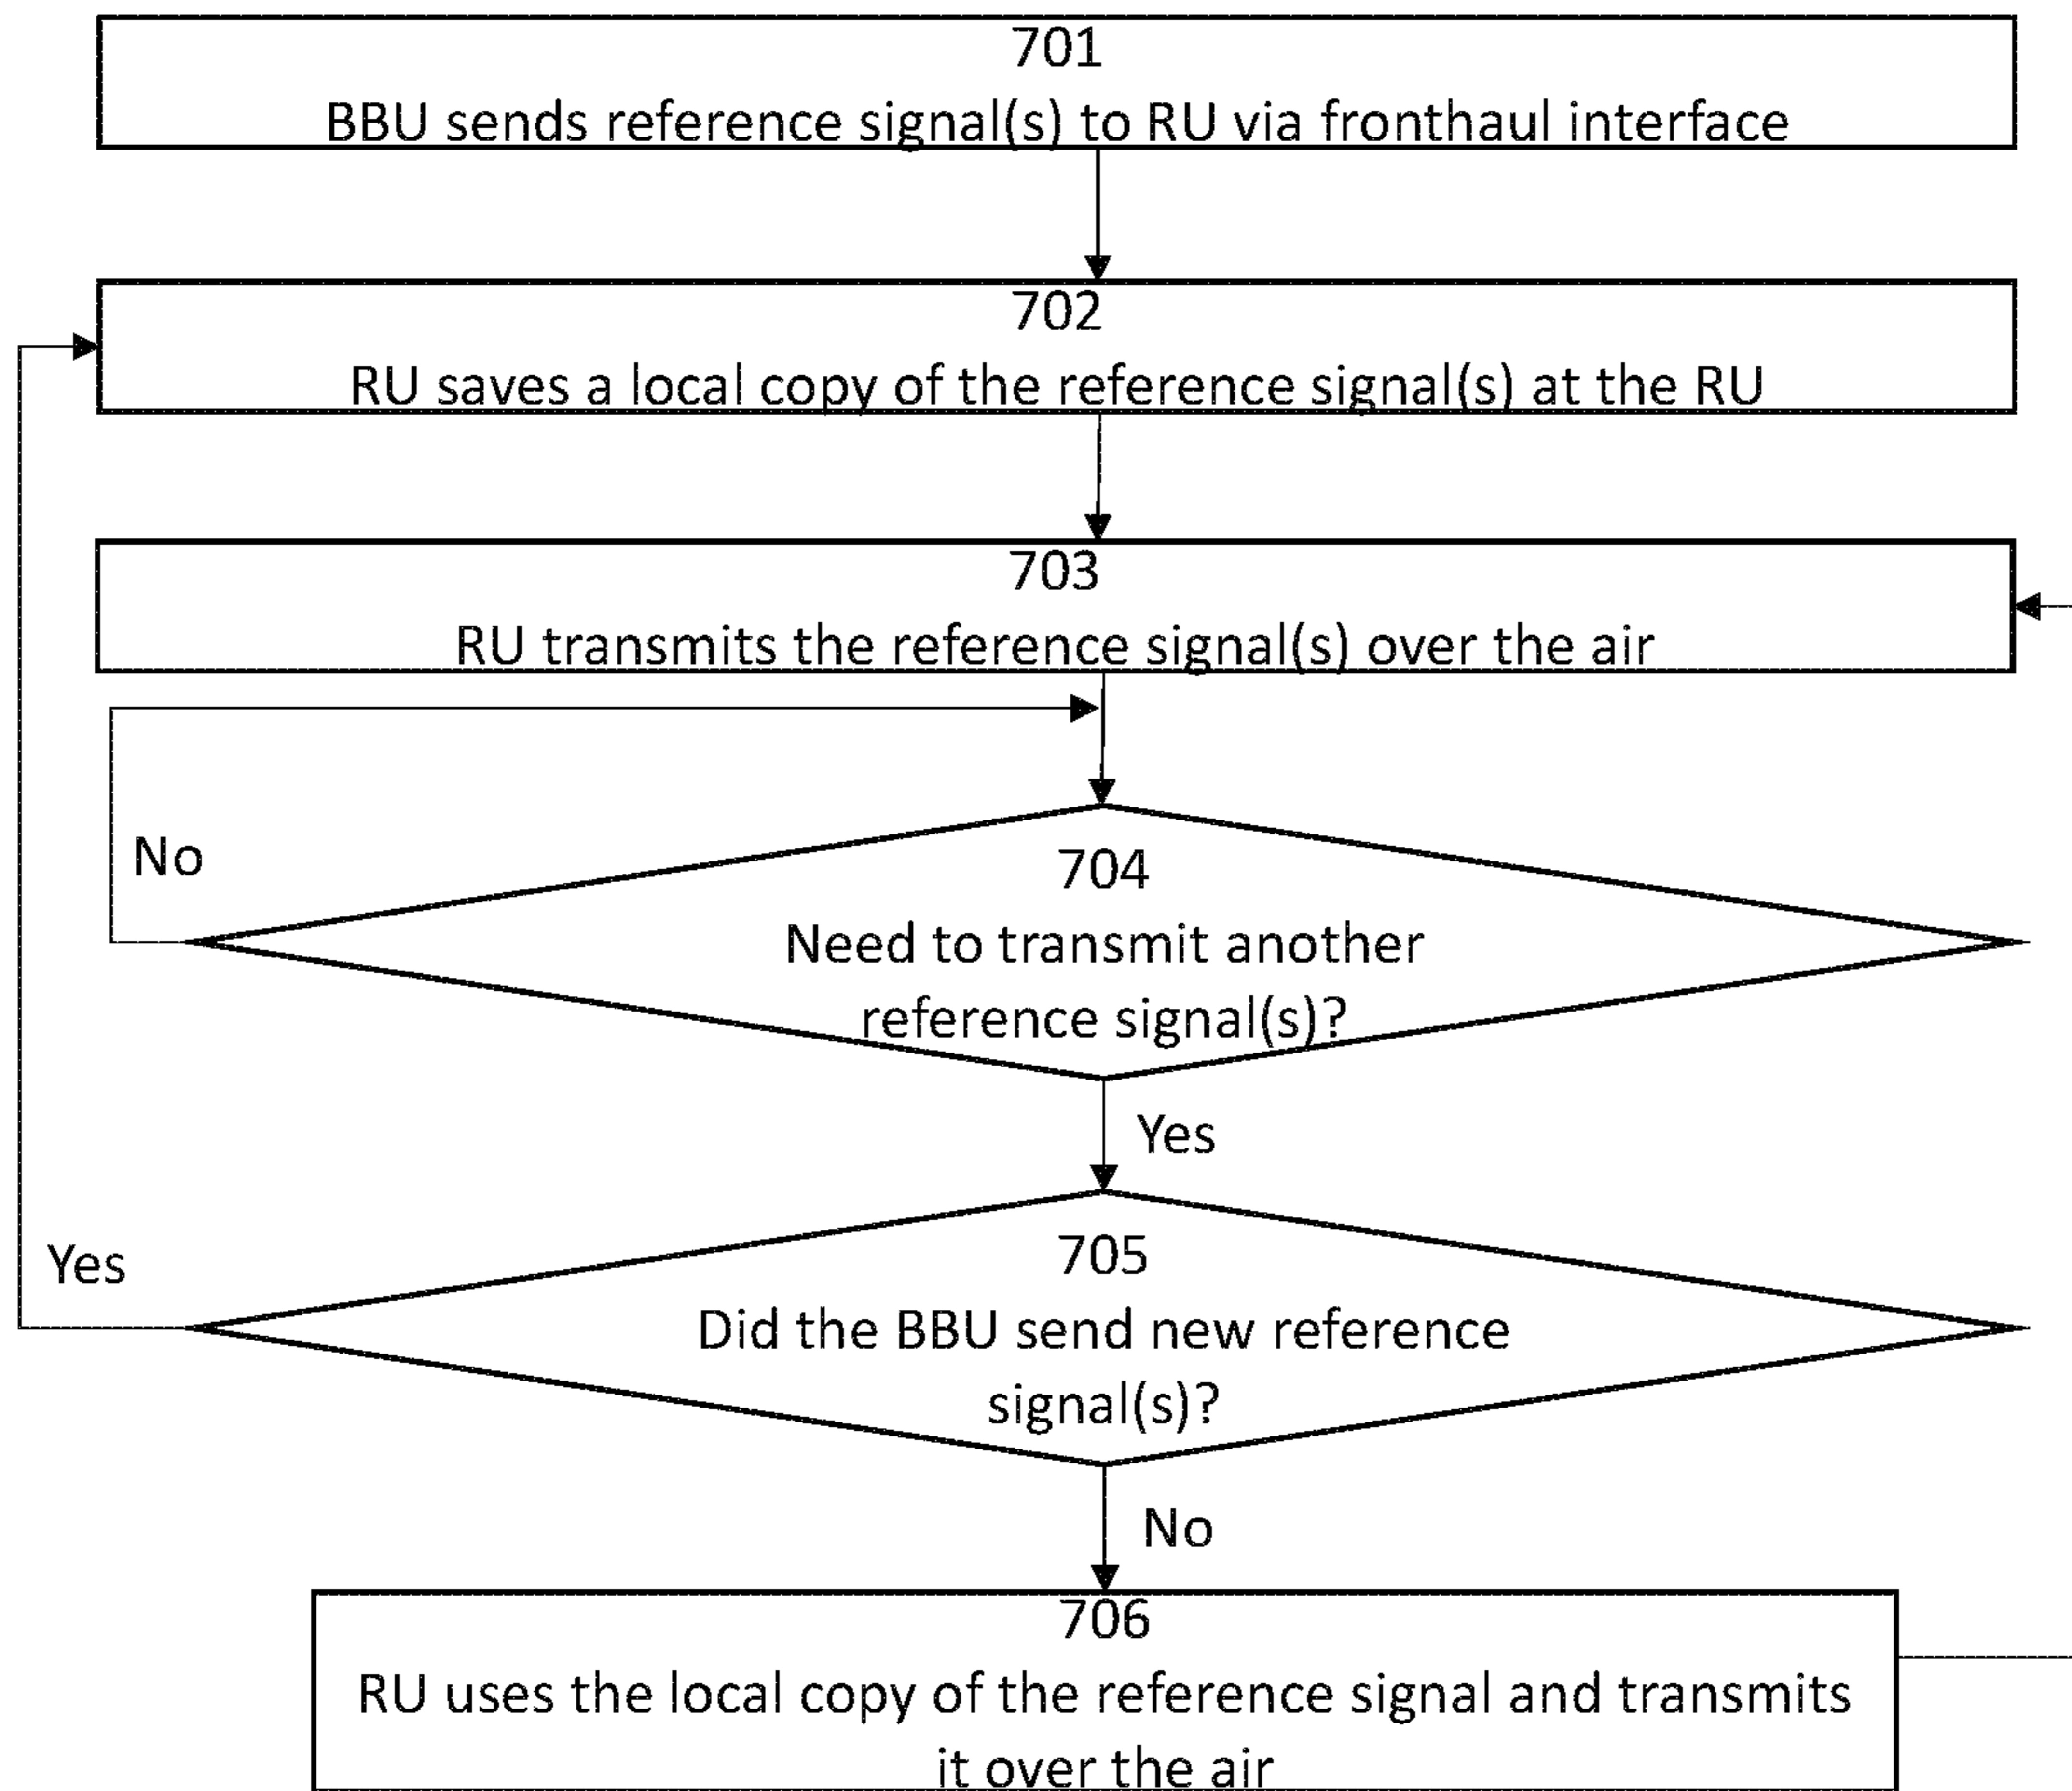 701
BBU sends reference signal(s) to RU via fronthaul interface
702
RU saves a local copy of the reference signal(s) at the RU
703
RU transmits the reference signal(s) over the air
No
704
Need to transmit another
reference signal(s)?
Yes
Yes
705
Did the BBU send new reference
signal(s)?
No
706
RU uses the local copy of the reference signal and transmits
it over the air